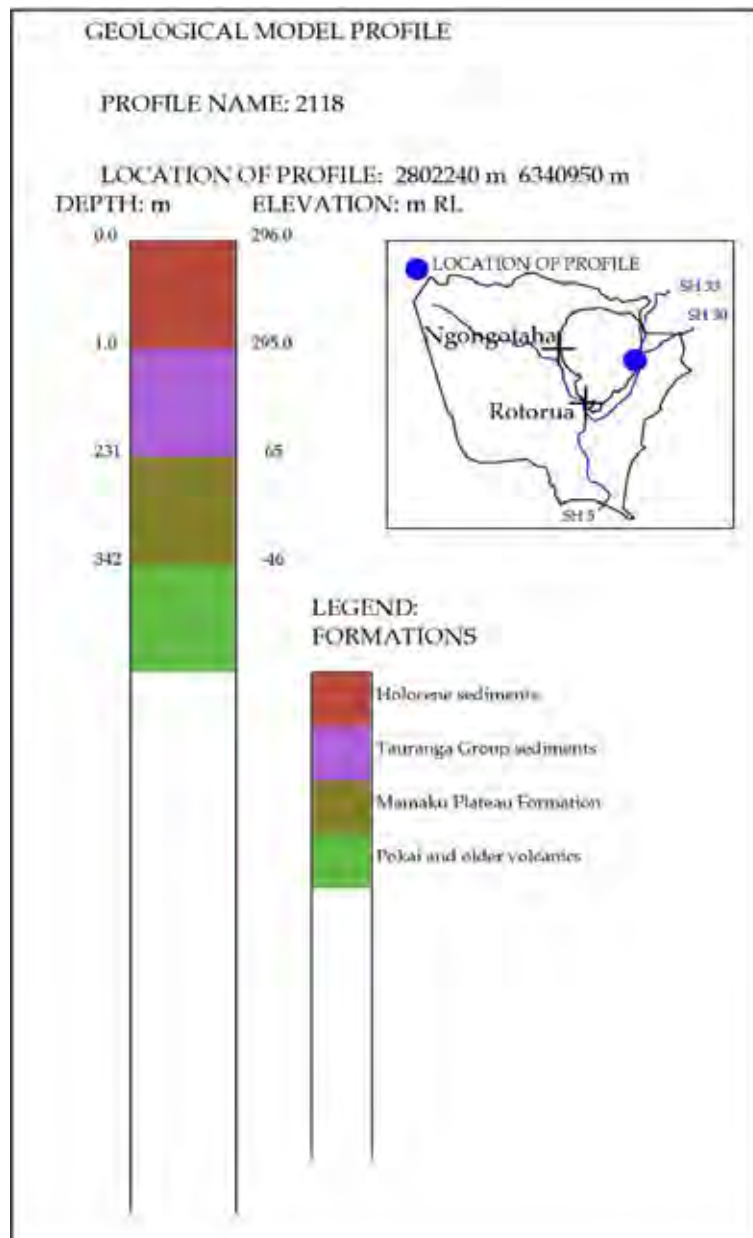 GEOLOGICAL MODEL PROFILE
PROFILE NAME: 2118
LOCATION OF PROFILE: 2802240 m 6340950 m
DEPTH: m ELEVATION: m RL
0.0 296.0
LOCATION OF PROFILE
SH 33
SH 30
Ngongotaha
1.0 295.0
Rotorua
231 65
SH 5
342 -46
LEGEND:
FORMATIONS
Holocene sediments
Tauranga Group sediments
Mamaku Plateau Formation
Pokai and older volcanics